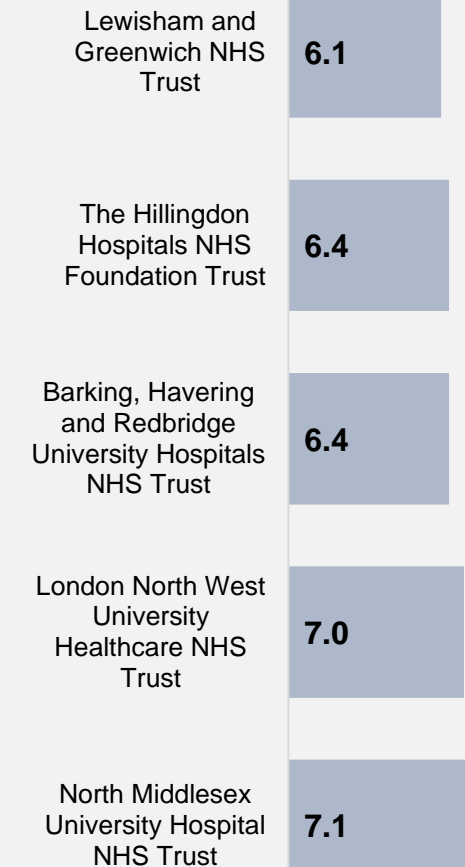 Lewisham and
Greenwich NHS
Trust
6.1
The Hillingdon
Hospitals NHS
Foundation Trust
6.4
Barking, Havering
and Redbridge
University Hospitals
NHS Trust
6.4
London North West
University
Healthcare NHS
Trust
7.0
North Middlesex
University Hospital
NHS Trust
7.1